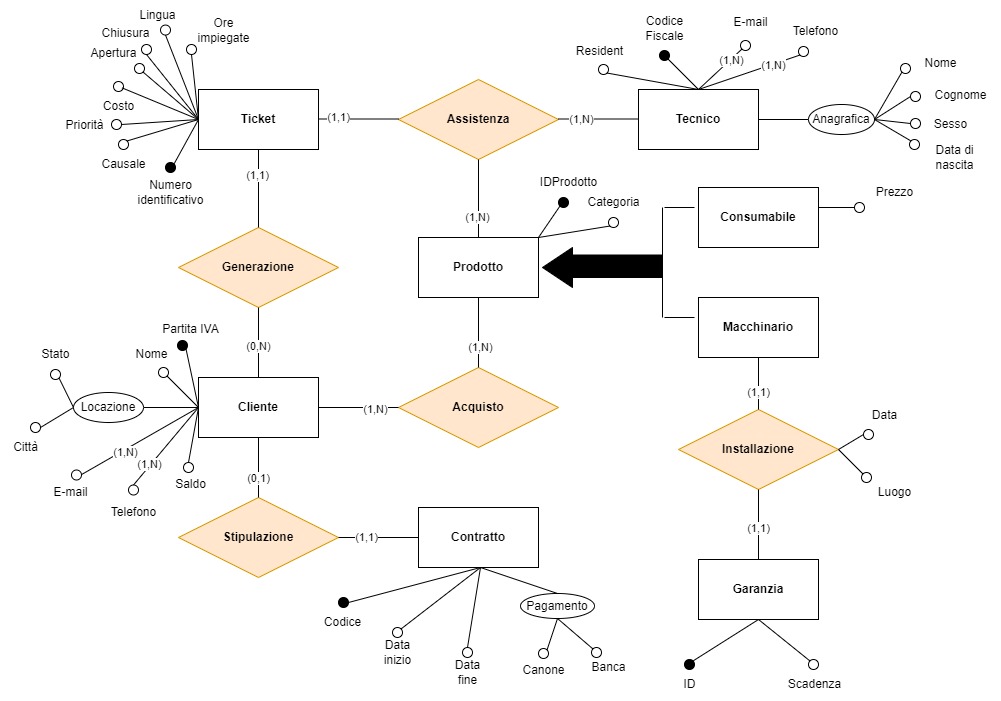 Lingua
Ore
impiegate
Chiusura
Apertura
Costo
Priorità
Causale
Numero
identificativo
Ticket
(1,1)
Assistenza
(1,N)
Resident
Codice
Fiscale
E-mail
Telefono
(1,N)
(1,N)
Tecnico
Anagrafica
Nome
Cognome
Sesso
Data di
nascita
(1,1)
(1,N)
IDProdotto
Categoria
Generazione
Prodotto
Consumabile
Prezzo
Macchinario
(0,N)
(1,N)
Partita IVA
Stato
Nome
Locazione
Città
Cliente
(1,N)
Acquisto
(1,N)
(1,N)
E-mail
Telefono
Saldo
(1,1)
Installazione
Data
Luogo
(0,1)
Stipulazione
(1,1)
Contratto
(1,1)
Garanzia
Codice
Data
inizio
Data
fine
Pagamento
Canone
Banca
ID
Scadenza